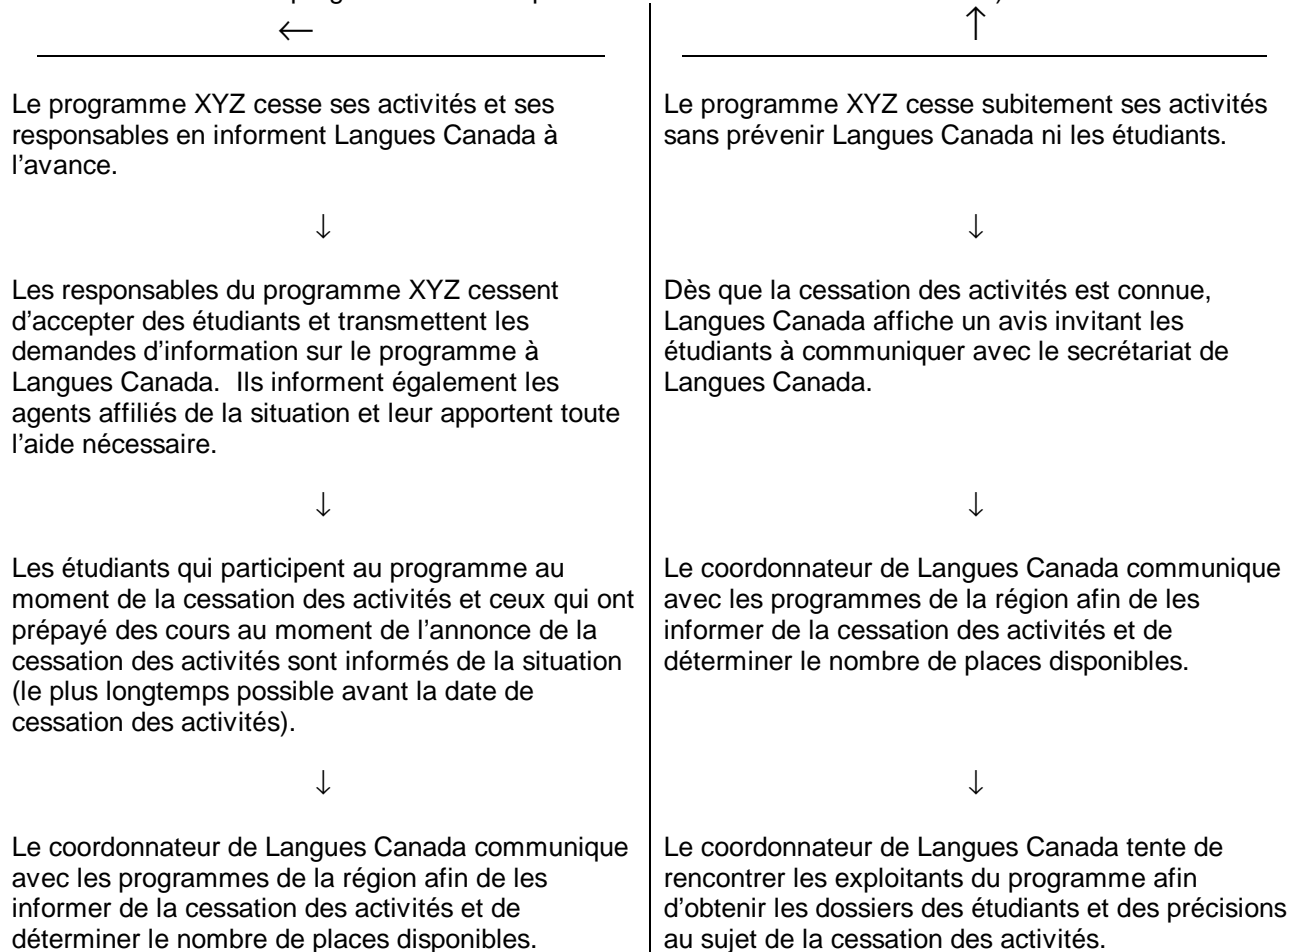 ←
Le programme XYZ cesse ses activités et ses
responsables en informent Langues Canada à
l'avance.
↓
Les responsables du programme XYZ cessent
d'accepter des étudiants et transmettent les
demandes d'information sur le programme à
Langues Canada.  Ils informent également les
agents affiliés de la situation et leur apportent toute
l'aide nécessaire.
↓
Les étudiants qui participent au programme au
moment de la cessation des activités et ceux qui ont
prépayé des cours au moment de l'annonce de la
cessation des activités sont informés de la situation
(le plus longtemps possible avant la date de
cessation des activités).
↓
Le coordonnateur de Langues Canada communique
avec les programmes de la région afin de les
informer de la cessation des activités et de
déterminer le nombre de places disponibles.
↑
Le programme XYZ cesse subitement ses activités
sans prévenir Langues Canada ni les étudiants.
↓
Dès que la cessation des activités est connue,
Langues Canada affiche un avis invitant les
étudiants à communiquer avec le secrétariat de
Langues Canada.
↓
Le coordonnateur de Langues Canada communique
avec les programmes de la région afin de les
informer de la cessation des activités et de
déterminer le nombre de places disponibles.
↓
Le coordonnateur de Langues Canada tente de
rencontrer les exploitants du programme afin
d'obtenir les dossiers des étudiants et des précisions
au sujet de la cessation des activités.